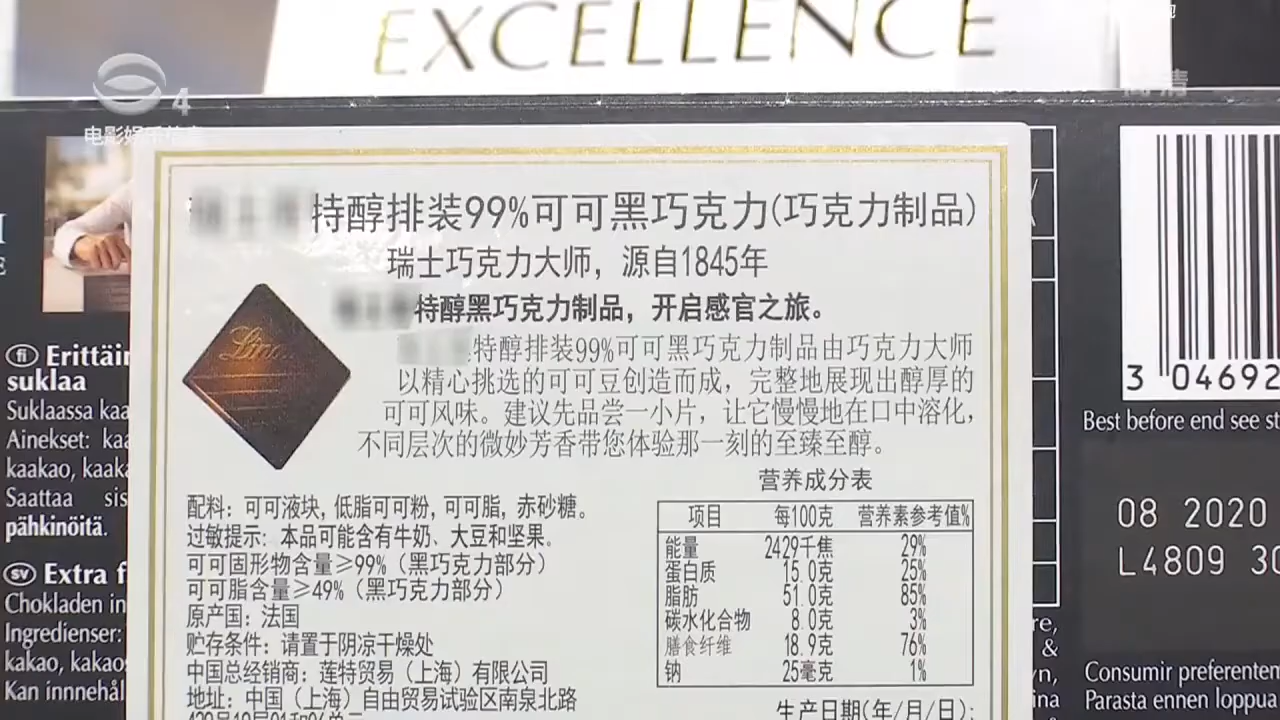 EXCELLENCE
4
特醇排装99%可可黑巧克力(巧克力制品)
瑞士巧克力大师，源自1845年
特醇黑巧克力制品，开启感官之旅。
特醇排装99%可可黑巧克力制品由巧克力大师
以精心挑选的可可豆创造而成，完整地展现出醇厚的
可可风味。建议先品尝一小片，让它慢慢地在口中溶化，
不同层次的微妙芳香带您体验那一刻的至臻至醇。
配料：可可液块，低脂可可粉，可可脂，赤砂糖。
过敏提示：本品可能含有牛奶、大豆和坚果。
可可固形物含量≥99%（黑巧克力部分）
可可脂含量≥49%（黑巧克力部分）
原产国：法国
贮存条件：请置于阴凉干燥处
中国总经销商：莲特贸易（上海）有限公司
地址：中国（上海）自由贸易试验区南泉北路
营养成分表
项目 每100克 营养素参考值%
能量 2429千焦 29%
蛋白质 15.0克 25%
脂肪 51.0克 85%
碳水化合物 8.0克 3%
膳食纤维 18.9克 76%
钠 25毫克 1%
生产日期(年/月/日):
fi Erittäin
suklaa
Suklaassa kaa
Ainekset: kaa
kaakao, kaaka
Saattaa sis
pähkinöitä.
sv Extra f
Chokladen in
Ingredienser:
kakao, kakao
Kan innehål
3 04692
Best before end see st
08 2020
L4809 30
re,
&
yn,
ina
Consumir preferentem
Parasta ennen loppua